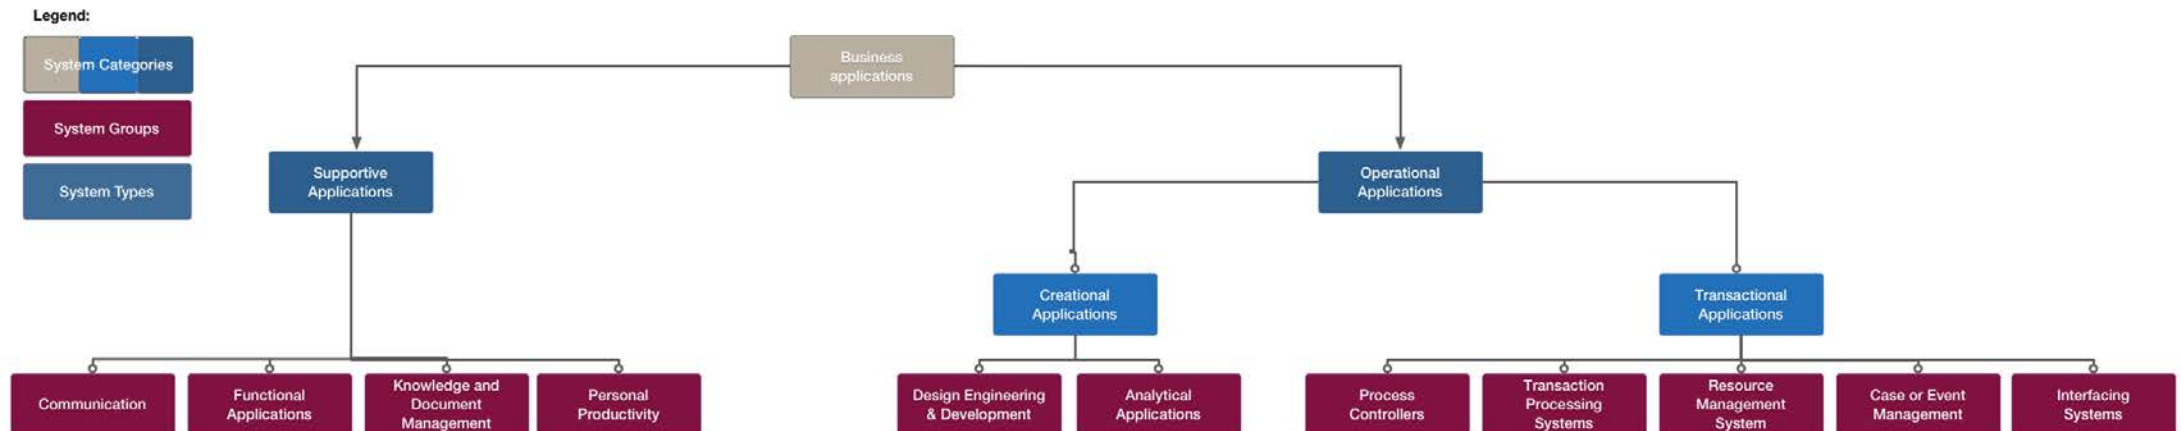 Legend:
System Categories
System Groups
System Types
Business
applications
Supportive
Applications
Operational
Applications
Creational
Applications
Transactional
Applications
Communication
Functional
Applications
Knowledge and
Document
Management
Personal
Productivity
Design Engineering
& Development
Analytical
Applications
Process
Controllers
Transaction
Processing
Systems
Resource
Management
System
Case or Event
Management
Interfacing
Systems